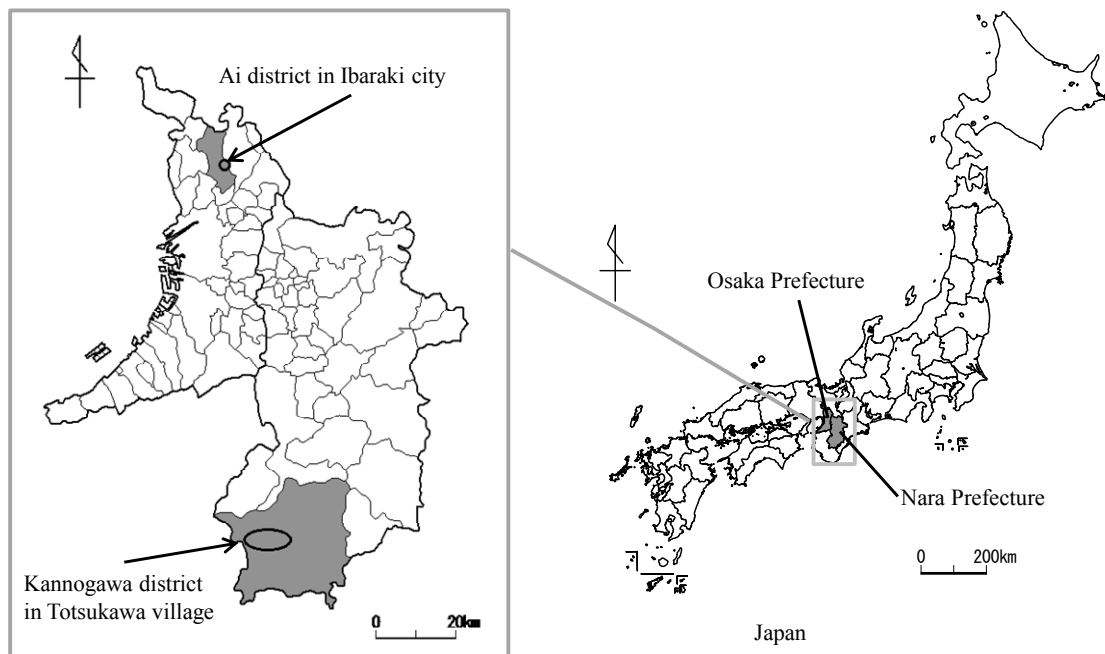 Ai district in Ibaraki city
Kannogawa district
in Totsukawa village
0 20km
Osaka Prefecture
Nara Prefecture
0 200km
Japan